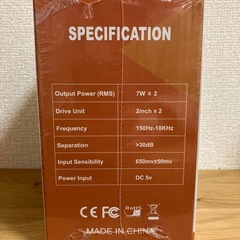 SPECIFICATION
Output Power (RMS) 7W × 2
Drive Unit 2inch x 2
Frequency 150Hz-18KHz
Separation >30dB
Input Sensibility 650mv±50mv
Power Input DC 5v
CE FC RoHS
MADE IN CHINA